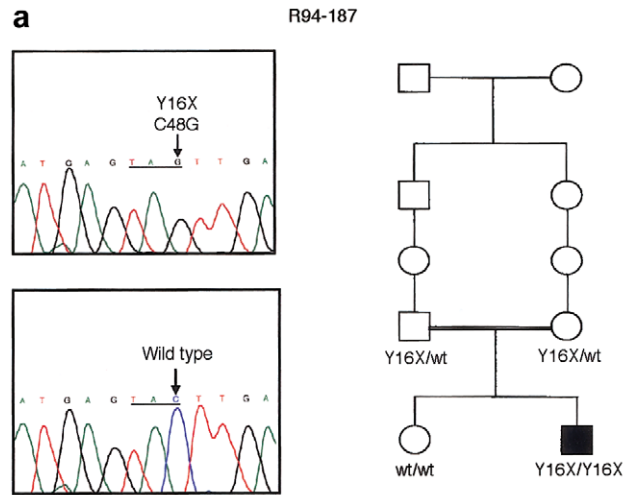 a
R94-187
Y16X
C48G
A T G A G T A G T T G A
Wild type
A T G A G T A C T T G A
Y16X/wt
Y16X/wt
wt/wt
Y16X/Y16X